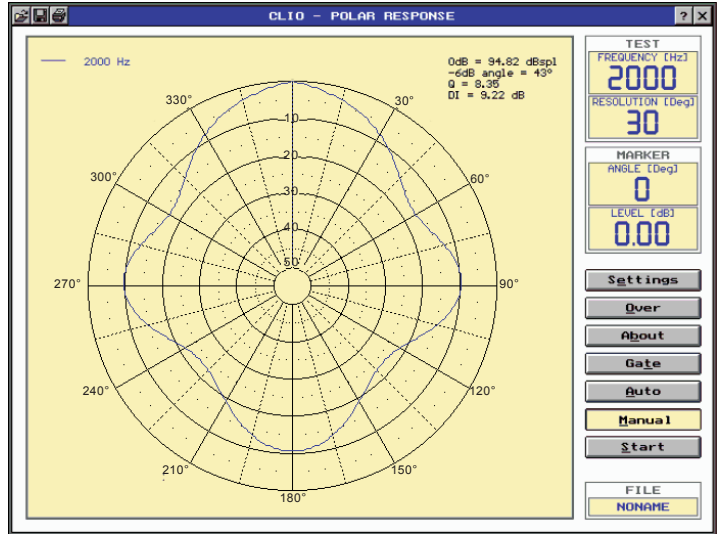 CLIO - POLAR RESPONSE
? X
2000 Hz
0dB = 94.82 dBspl
-6dB angle = 43°
Q = 8.35
DI = 9.22 dB
330°
30°
10
20
300°
60°
30
40
50
270°
90°
240°
120°
210°
150°
180°
TEST
FREQUENCY [Hz]
2000
RESOLUTION [Deg]
30
MARKER
ANGLE [Deg]
0
LEVEL [dB]
0.00
Settings
Over
About
Gate
Auto
Manual
Start
FILE
NONAME